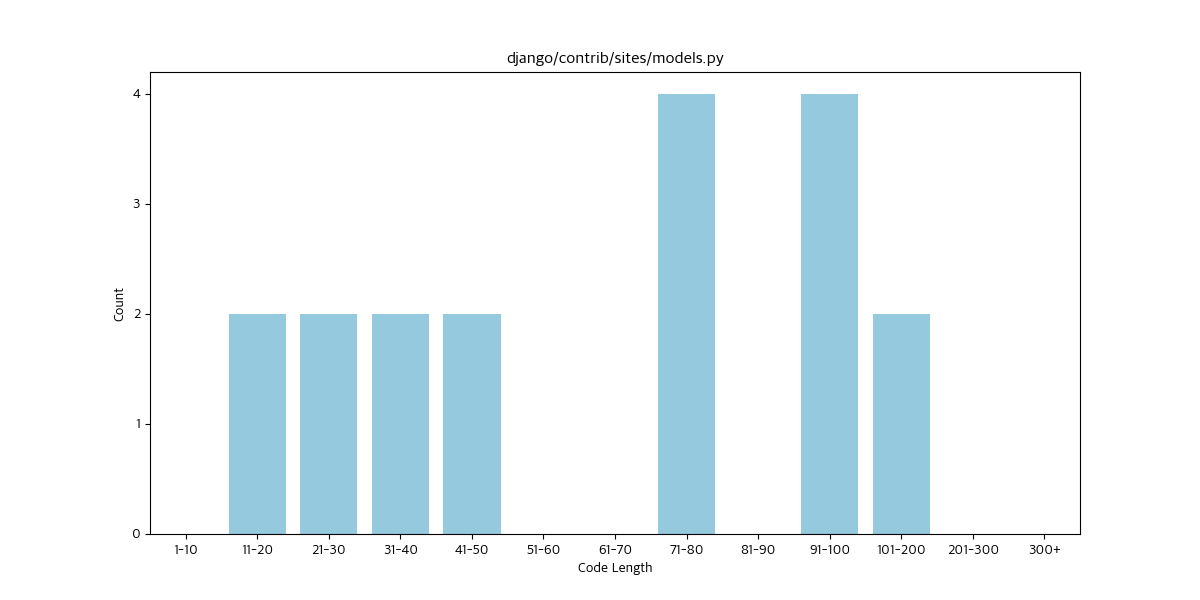 django/contrib/sites/models.py
4
3
2
1
0
Count
1-10 11-20 21-30 31-40 41-50 51-60 61-70 71-80 81-90 91-100 101-200 201-300 300+
Code Length